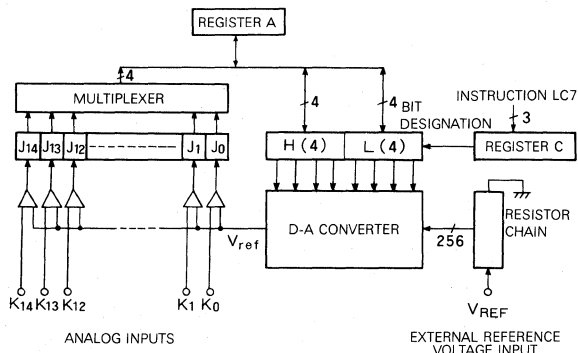 REGISTER A
4
MULTIPLEXER
4
4
BIT
DESIGNATION
INSTRUCTION LC7
3
J14 J13 J12 J1 J0
H (4) L (4)
REGISTER C
D-A CONVERTER
Vref
256
RESISTOR
CHAIN
K14 K13 K12 K1 K0
VREF
ANALOG INPUTS
EXTERNAL REFERENCE
VOLTAGE INPUT